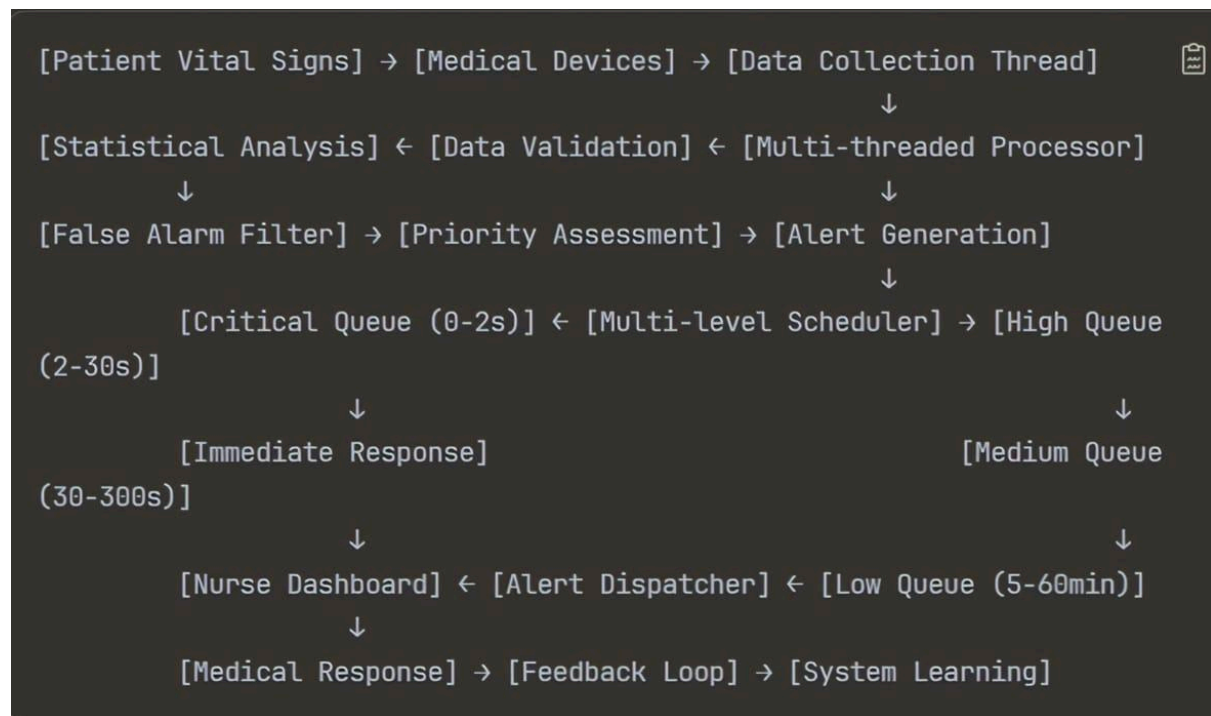 [Patient Vital Signs] → [Medical Devices] → [Data Collection Thread]
↓
[Statistical Analysis] ← [Data Validation] ← [Multi-threaded Processor]
↓ ↓
[False Alarm Filter] → [Priority Assessment] → [Alert Generation]
↓
[Critical Queue (0-2s)] ← [Multi-level Scheduler] → [High Queue
(2-30s)]
↓ ↓
[Immediate Response] [Medium Queue
(30-300s)]
↓ ↓
[Nurse Dashboard] ← [Alert Dispatcher] ← [Low Queue (5-60min)]
↓
[Medical Response] → [Feedback Loop] → [System Learning]